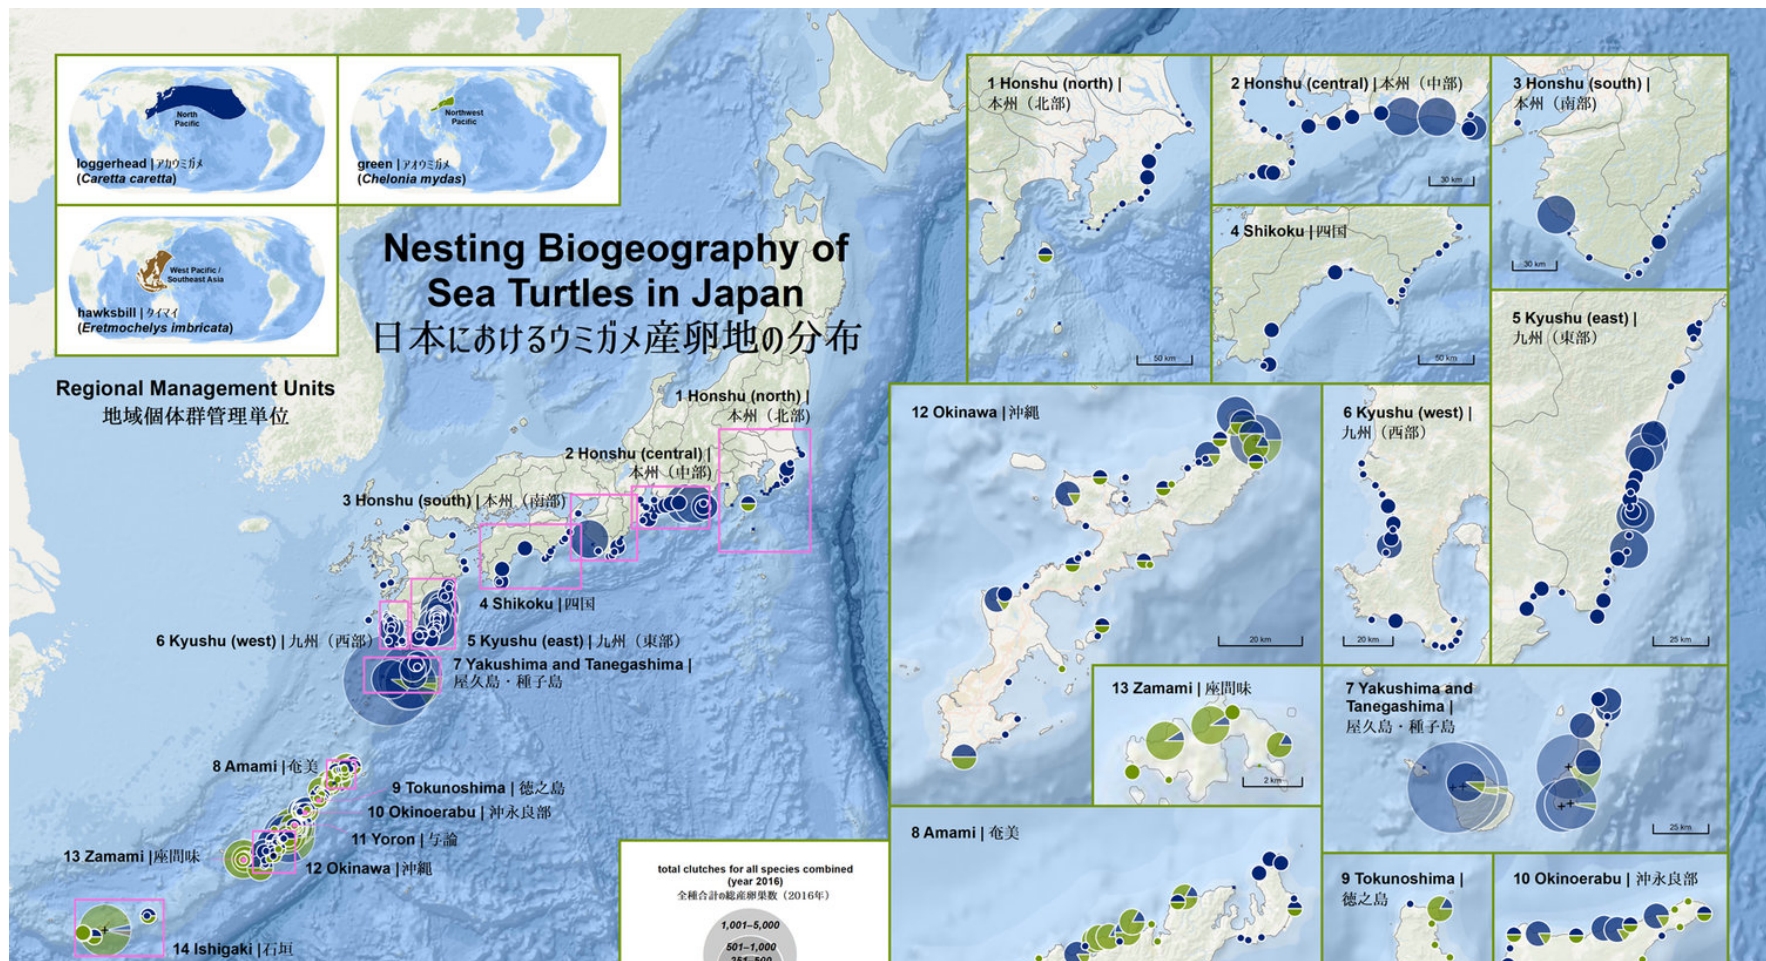 North
Pacific
loggerhead | アカウミガメ
(Caretta caretta)
Northwest
Pacific
green | アオウミガメ
(Chelonia mydas)
West Pacific /
Southeast Asia
hawksbill | タイマイ
(Eretmochelys imbricata)
Regional Management Units
地域個体群管理単位
Nesting Biogeography of
Sea Turtles in Japan
日本におけるウミガメ産卵地の分布
1 Honshu (north) |
本州（北部）
2 Honshu (central) |
本州（中部）
3 Honshu (south) | 本州（南部）
4 Shikoku | 四国
6 Kyushu (west) | 九州（西部）
5 Kyushu (east) | 九州（東部）
7 Yakushima and Tanegashima |
屋久島・種子島
8 Amami | 奄美
9 Tokunoshima | 徳之島
10 Okinoerabu | 沖永良部
11 Yoron | 与論
13 Zamami | 座間味
12 Okinawa | 沖縄
14 Ishigaki | 石垣
total clutches for all species combined
(year 2016)
全種合計の総産卵巣数（2016年）
1,001–5,000
501–1,000
251–500
1 Honshu (north) |
本州（北部）
50 km
2 Honshu (central) | 本州（中部）
30 km
3 Honshu (south) |
本州（南部）
30 km
4 Shikoku | 四国
50 km
5 Kyushu (east) |
九州（東部）
25 km
12 Okinawa | 沖縄
20 km
6 Kyushu (west) |
九州（西部）
20 km
13 Zamami | 座間味
2 km
7 Yakushima and
Tanegashima |
屋久島・種子島
25 km
8 Amami | 奄美
9 Tokunoshima |
徳之島
10 Okinoerabu | 沖永良部